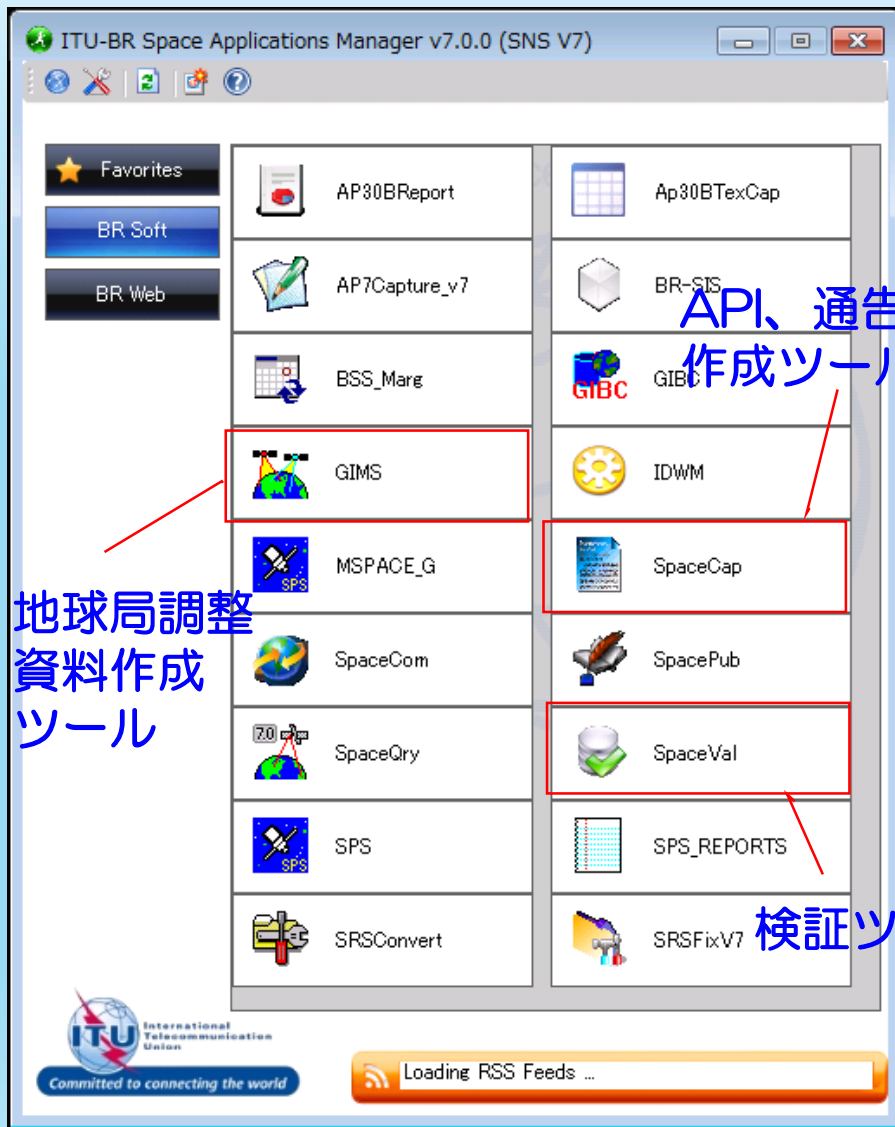 ITU-BR Space Applications Manager v7.0.0 (SNS V7)
Favorites
BR Soft
BR Web
AP30BReport
Ap30BTexCap
AP7Capture_v7
BR-SIS
API、通告
作成ツール
BSS_Marg
GIBC
GIBC
GIMS
IDWM
MSPACE_G
SPS
SpaceCap
地球局調整
資料作成
ツール
SpaceCom
SpacePub
7.0
SpaceQry
SpaceVal
SPS
SPS
SPS_REPORTS
SRSConvert
SRSFixV7
検証ツ
ITU
International
Telecommunication
Union
Committed to connecting the world
Loading RSS Feeds ...